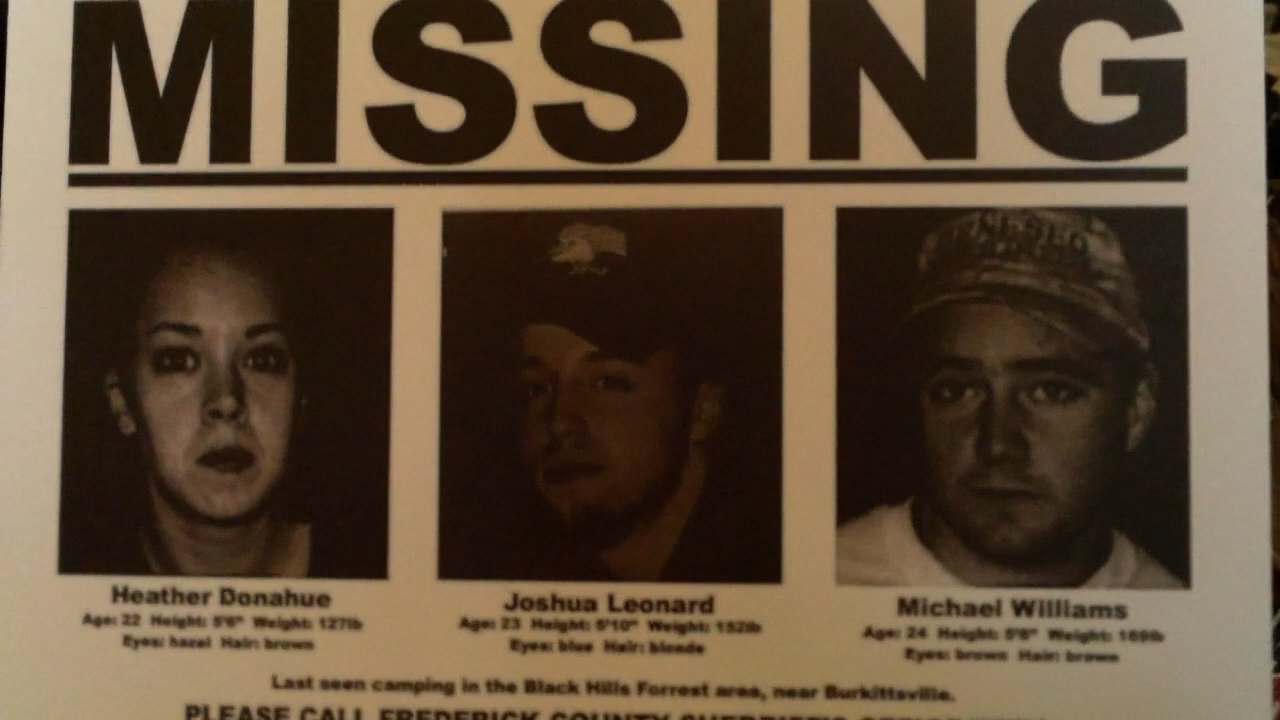 MISSING
Heather Donahue
Age: 22 Height: 5'6" Weight: 127lb
Eyes: hazel Hair: brown
Joshua Leonard
Age: 23 Height: 5'10" Weight: 152lb
Eyes: blue Hair: blonde
Michael Williams
Age: 24 Height: 5'8" Weight: 169lb
Eyes: brown Hair: brown
Last seen camping in the Black Hills Forrest area, near Burkittsville.
PLEASE CALL FREDERICK COUNTY SHERRIFF'S OFFICE